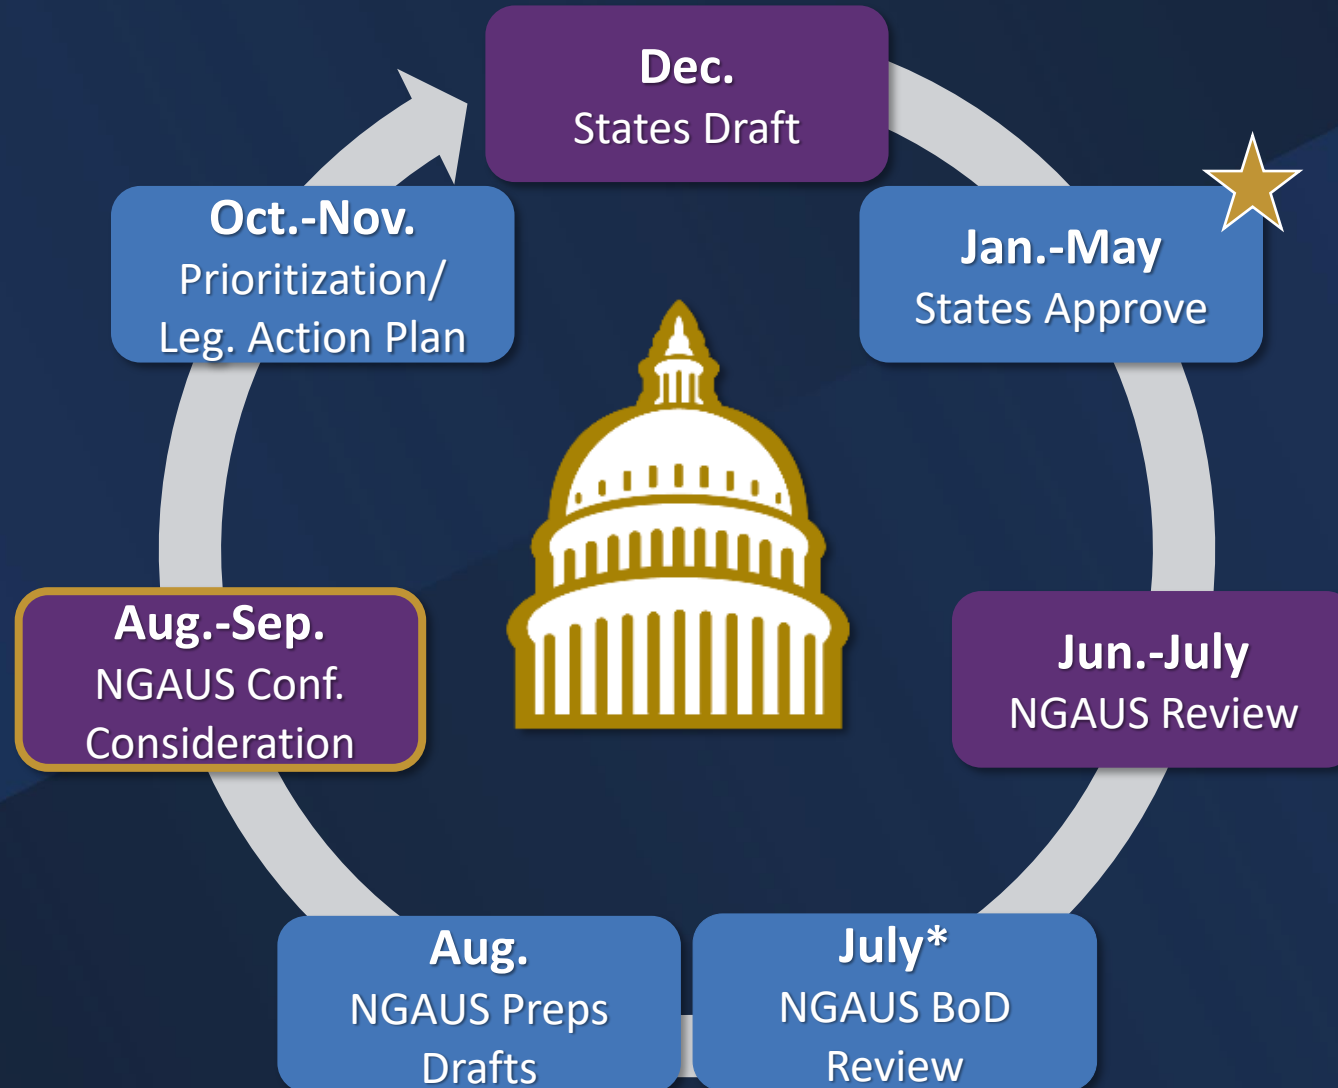 Dec.
States Draft
Jan.-May
States Approve
Jun.-July
NGAUS Review
July*
NGAUS BoD
Review
Aug.
NGAUS Preps
Drafts
Aug.-Sep.
NGAUS Conf.
Consideration
Oct.-Nov.
Prioritization/
Leg. Action Plan